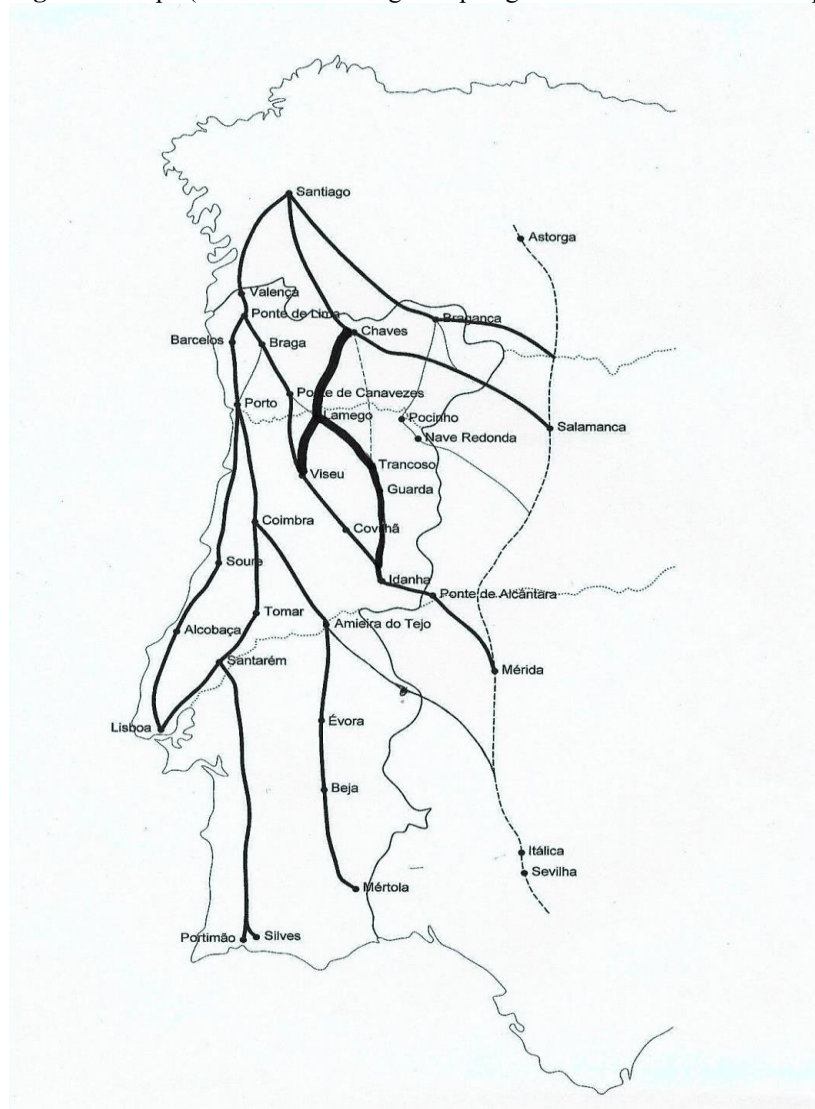 Santiago
Astorga
Valença
Ponte de Lima
Bragança
Chaves
Barcelos
Braga
Ponte de Canavezes
Porto
Lamego
Pocinho
Salamanca
Nave Redonda
Trancoso
Viseu
Guarda
Coimbra
Covilhã
Soure
Idanha
Ponte de Alcântara
Tomar
Amieira do Tejo
Alcobaça
Santarém
Mérida
Évora
Lisboa
Beja
Itálica
Sevilha
Mértola
Portimão
Silves